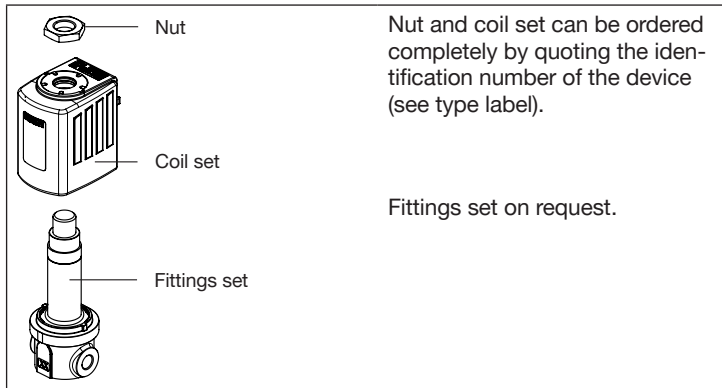 Nut
Coil set
Fittings set
Nut and coil set can be ordered
completely by quoting the iden-
tification number of the device
(see type label).
Fittings set on request.